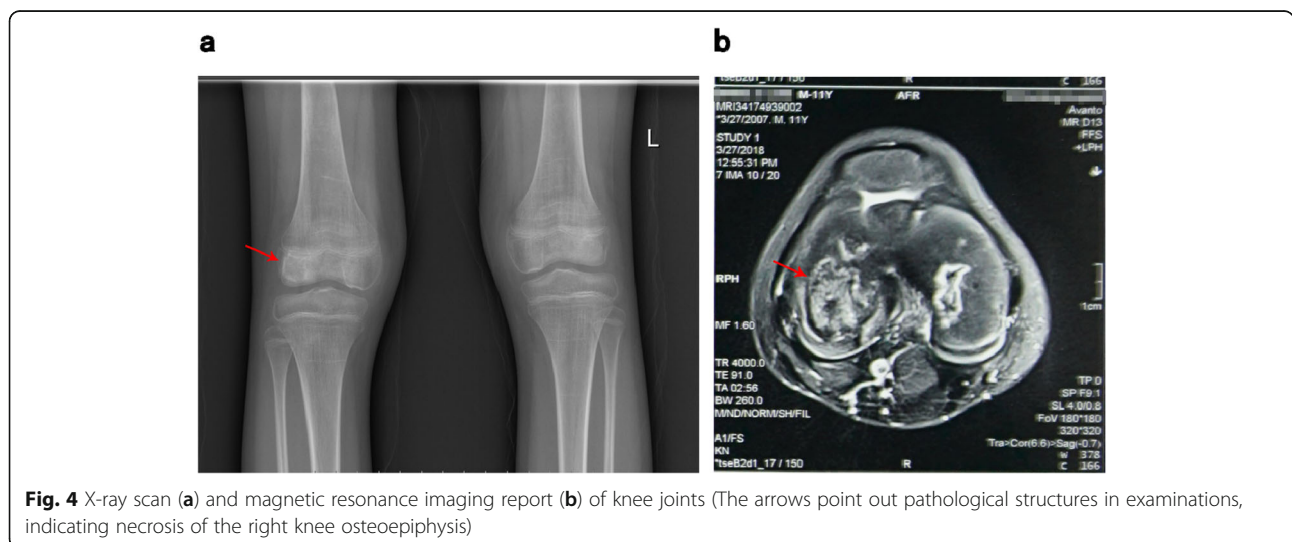 a
b
L
"tseB2d1_17 / 150
R
C 166
M-11Y
AFR
MRI34174939002
*3/27/2007, M, 11Y
STUDY 1
3/27/2018
12:55:31 PM
7 IMA 10 / 20
Avanto
MR D13
FFS
+LPH
RPH
1cm
MF 1.60
TR 4000.0
TE 91.0
TA 02:56
BW 260.0
M/ND/NORM/SH/FIL
A1/FS
KN
*tseB2d1_17 / 150
R
TP 0
SP F9.1
SL 4.0/0.8
FoV 180*180
320*320
Tra>Cor(6.6)>Sag(-0.7)
W 378
C 166
Fig. 4 X-ray scan (a) and magnetic resonance imaging report (b) of knee joints (The arrows point out pathological structures in examinations,
indicating necrosis of the right knee osteoepiphysis)